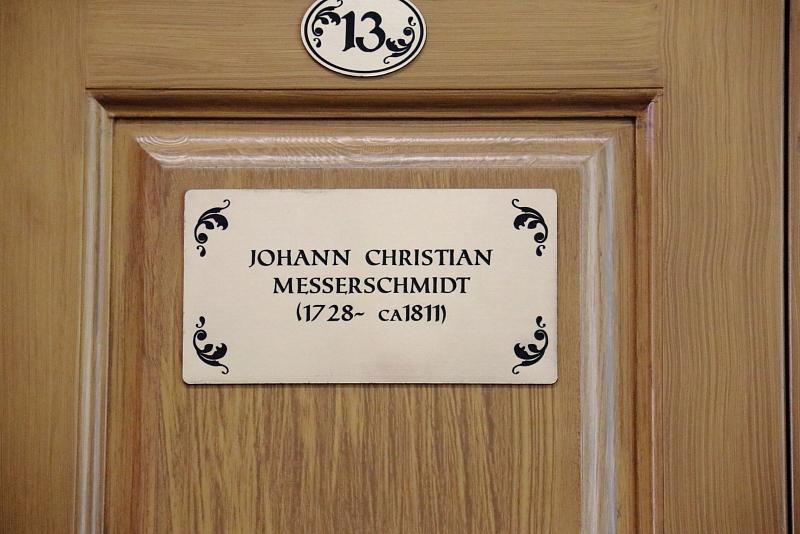 13
JOHANN CHRISTIAN
MESSERSCHMIDT
(1728~ CA1811)